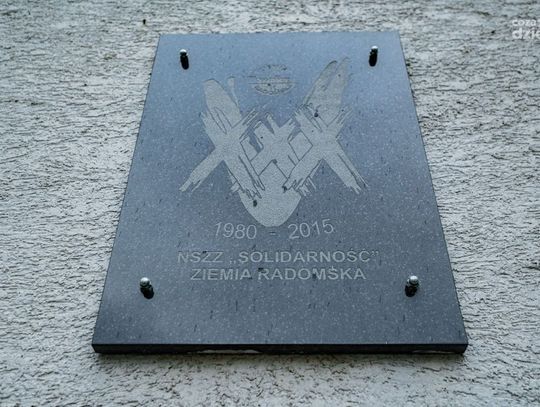 1980 - 2015
NSZZ „SOLIDARNOŚĆ”
ZIEMIA RADOMSKA